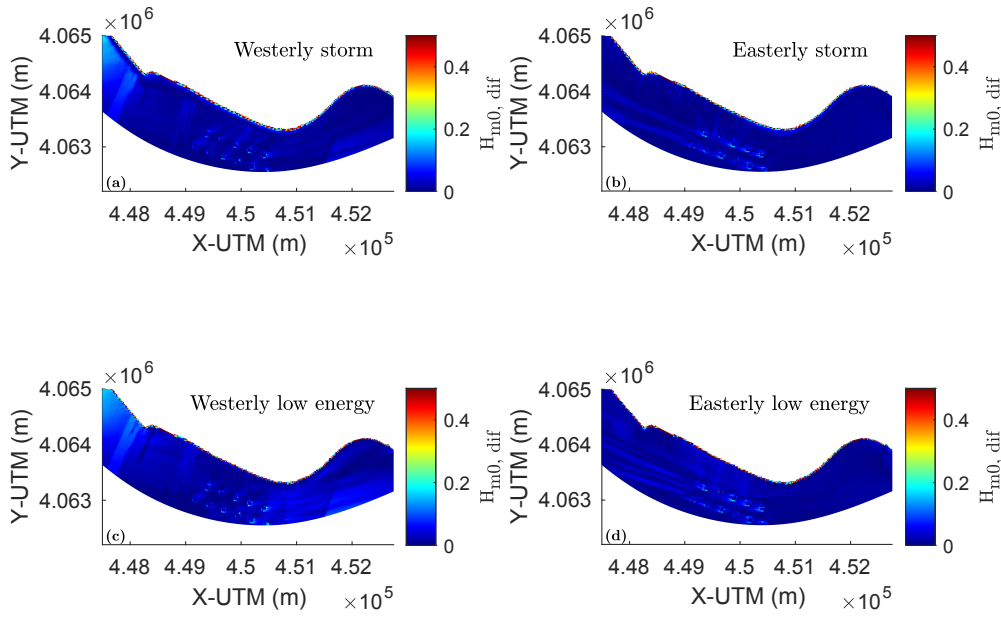 × 10^6
4.065
4.064
4.063
Y-UTM (m)
Westerly storm
(a)
4.48 4.49 4.5 4.51 4.52
X-UTM (m)
× 10^5
0.4
0.2
0
H_m0, dif
× 10^6
4.065
4.064
4.063
Y-UTM (m)
Easterly storm
(b)
4.48 4.49 4.5 4.51 4.52
X-UTM (m)
× 10^5
0.4
0.2
0
H_m0, dif
× 10^6
4.065
4.064
4.063
Y-UTM (m)
Westerly low energy
(c)
4.48 4.49 4.5 4.51 4.52
X-UTM (m)
× 10^5
0.4
0.2
0
H_m0, dif
× 10^6
4.065
4.064
4.063
Y-UTM (m)
Easterly low energy
(d)
4.48 4.49 4.5 4.51 4.52
X-UTM (m)
× 10^5
0.4
0.2
0
H_m0, dif